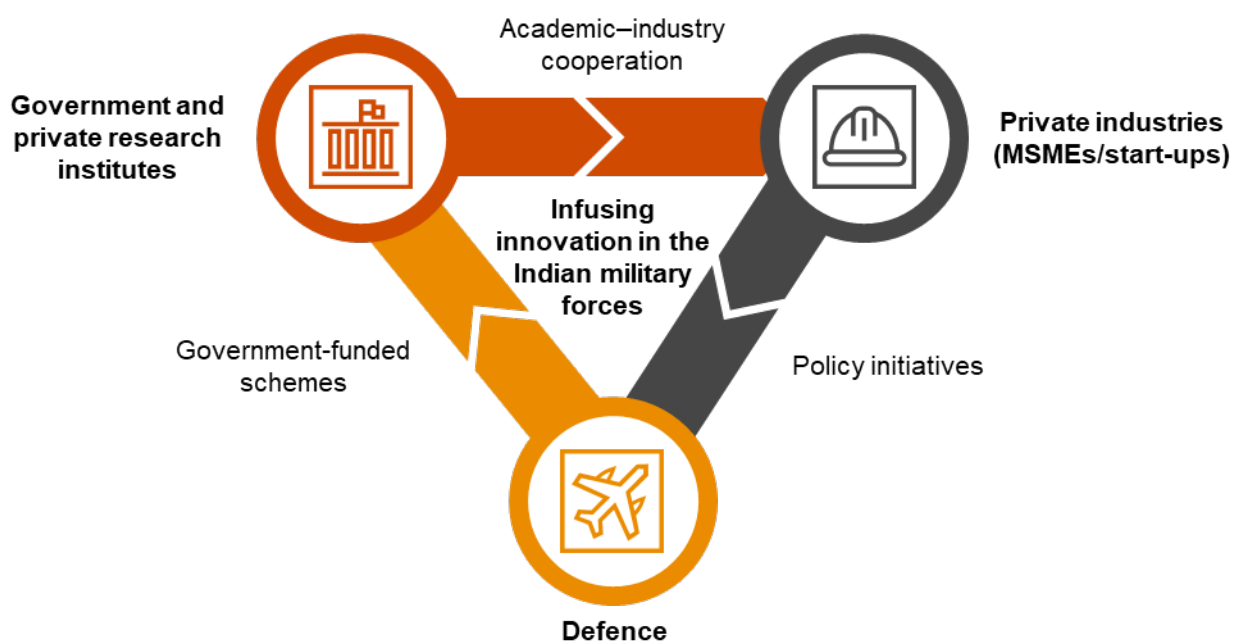 Academic–industry
cooperation
Government and
private research
institutes
Private industries
(MSMEs/start-ups)
Infusing
innovation in the
Indian military
forces
Government-funded
schemes
Policy initiatives
Defence